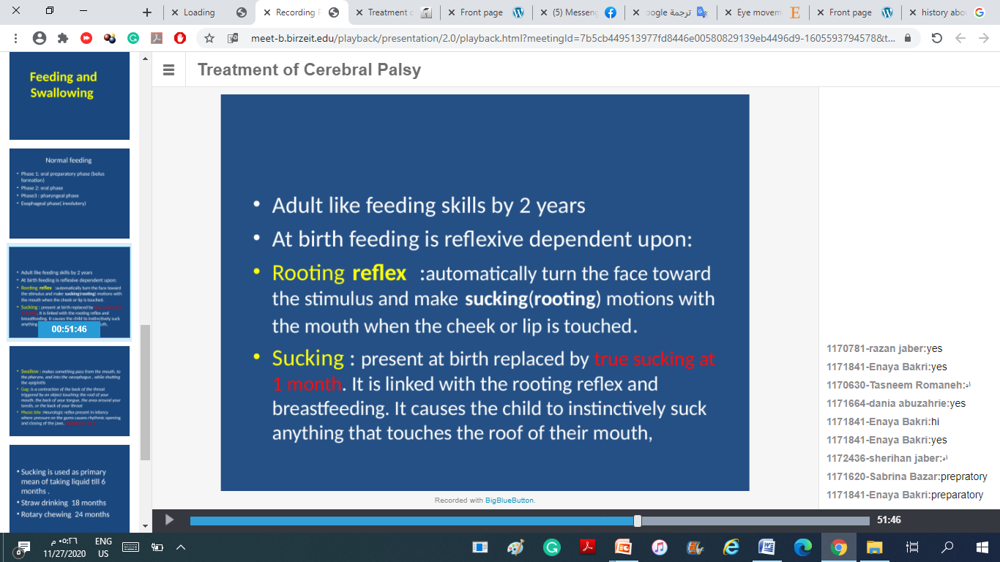 Loading
Recording P
Treatment o
Front page
(5) Messeng
ترجمة oogle
Eye movem
Front page
history abou
meet-b.birzeit.edu/playback/presentation/2.0/playback.html?meetingId=7b5cb449513977fd8446e00580829139eb4496d9-1605593794578&t...
Feeding and
Swallowing
Normal feeding
• Phase 1: oral preparatory phase (bolus
formation)
• Phase 2: oral phase
• Phase3 : pharyngeal phase
• Esophageal phase( involutery)
• Adult like feeding skills by 2 years
• At birth feeding is reflexive dependent upon:
• Rooting reflex :automatically turn the face toward
the stimulus and make sucking(rooting) motions with
the mouth when the cheek or lip is touched.
• Sucking : present at birth replaced by
. It is linked with the rooting reflex and
breastfeeding. It causes the child to instinctively suck
anything
00:51:46
• Swallow : makes something pass from the mouth, to
the pharynx, and into the oesophagus , while shutting
the epiglottis
• Gag: is a contraction of the back of the throat
triggered by an object touching the roof of your
mouth, the back of your tongue, the area around your
tonsils, or the back of your throat
• Phasic bite :Neurologic reflex present in infancy
where pressure on the gums causes rhythmic opening
and closing of the jaws.
• Sucking is used as primary
mean of taking liquid till 6
months .
• Straw drinking 18 months
• Rotary chewing 24 months
Treatment of Cerebral Palsy
• Adult like feeding skills by 2 years
• At birth feeding is reflexive dependent upon:
• Rooting reflex :automatically turn the face toward
the stimulus and make sucking(rooting) motions with
the mouth when the cheek or lip is touched.
• Sucking : present at birth replaced by true sucking at
1 month. It is linked with the rooting reflex and
breastfeeding. It causes the child to instinctively suck
anything that touches the roof of their mouth,
Recorded with BigBlueButton.
1170781-razan jaber:yes
1171841-Enaya Bakri:yes
1170630-Tasneem Romaneh:اه
1171664-dania abuzahrie:yes
1171841-Enaya Bakri:hi
1171841-Enaya Bakri:yes
1172436-sherihan jaber:اه
1171620-Sabrina Bazar:prepratory
1171841-Enaya Bakri:preparatory
51:46
٠٥:٢٦ م
11/27/2020
ENG
US